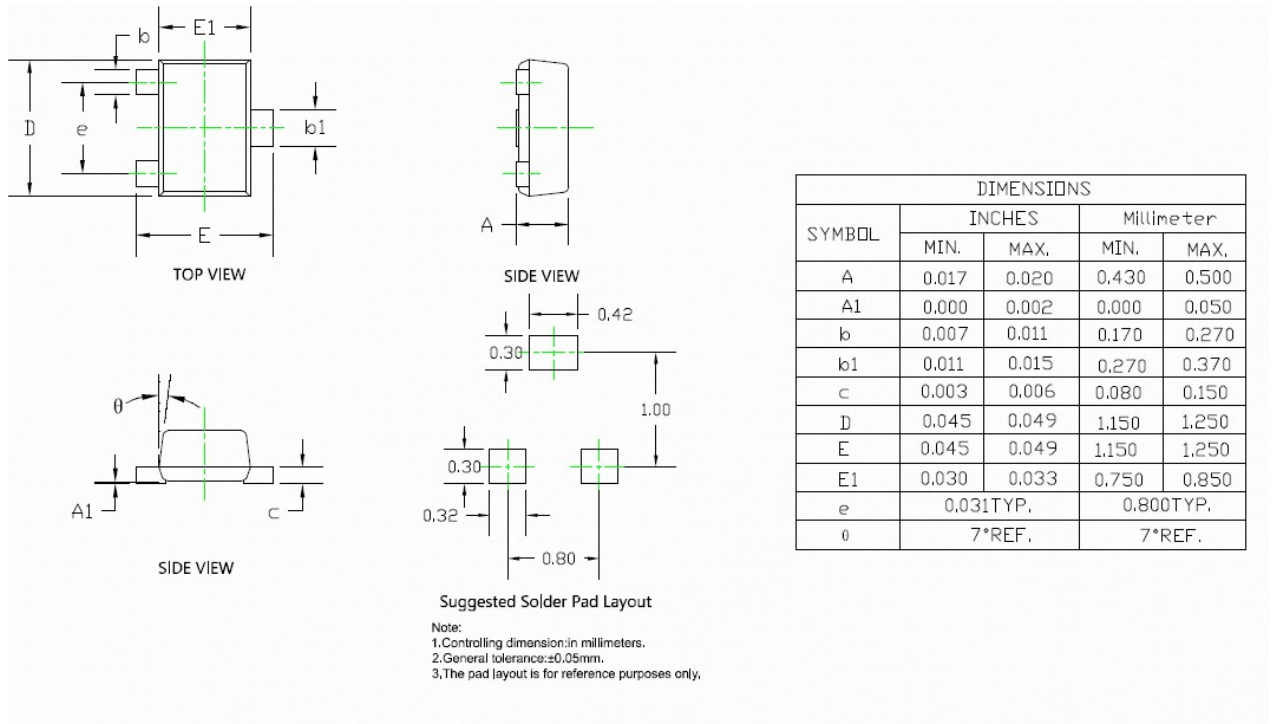 E1
b
D
e
b1
E
TOP VIEW
A
SIDE VIEW
θ
A1
c
SIDE VIEW
0.42
0.30
1.00
0.30
0.32
0.80
Suggested Solder Pad Layout
Note:
1.Controlling dimension:in millimeters.
2.General tolerance:±0.05mm.
3,The pad layout is for reference purposes only,
DIMENSIONS
SYMBOL INCHES Millimeter
MIN. MAX. MIN. MAX.
A 0.017 0.020 0.430 0.500
A1 0.000 0.002 0.000 0.050
b 0.007 0.011 0.170 0.270
b1 0.011 0.015 0.270 0.370
c 0.003 0.006 0.080 0.150
D 0.045 0.049 1.150 1.250
E 0.045 0.049 1.150 1.250
E1 0.030 0.033 0.750 0.850
e 0.031TYP. 0.800TYP.
θ 7°REF. 7°REF.